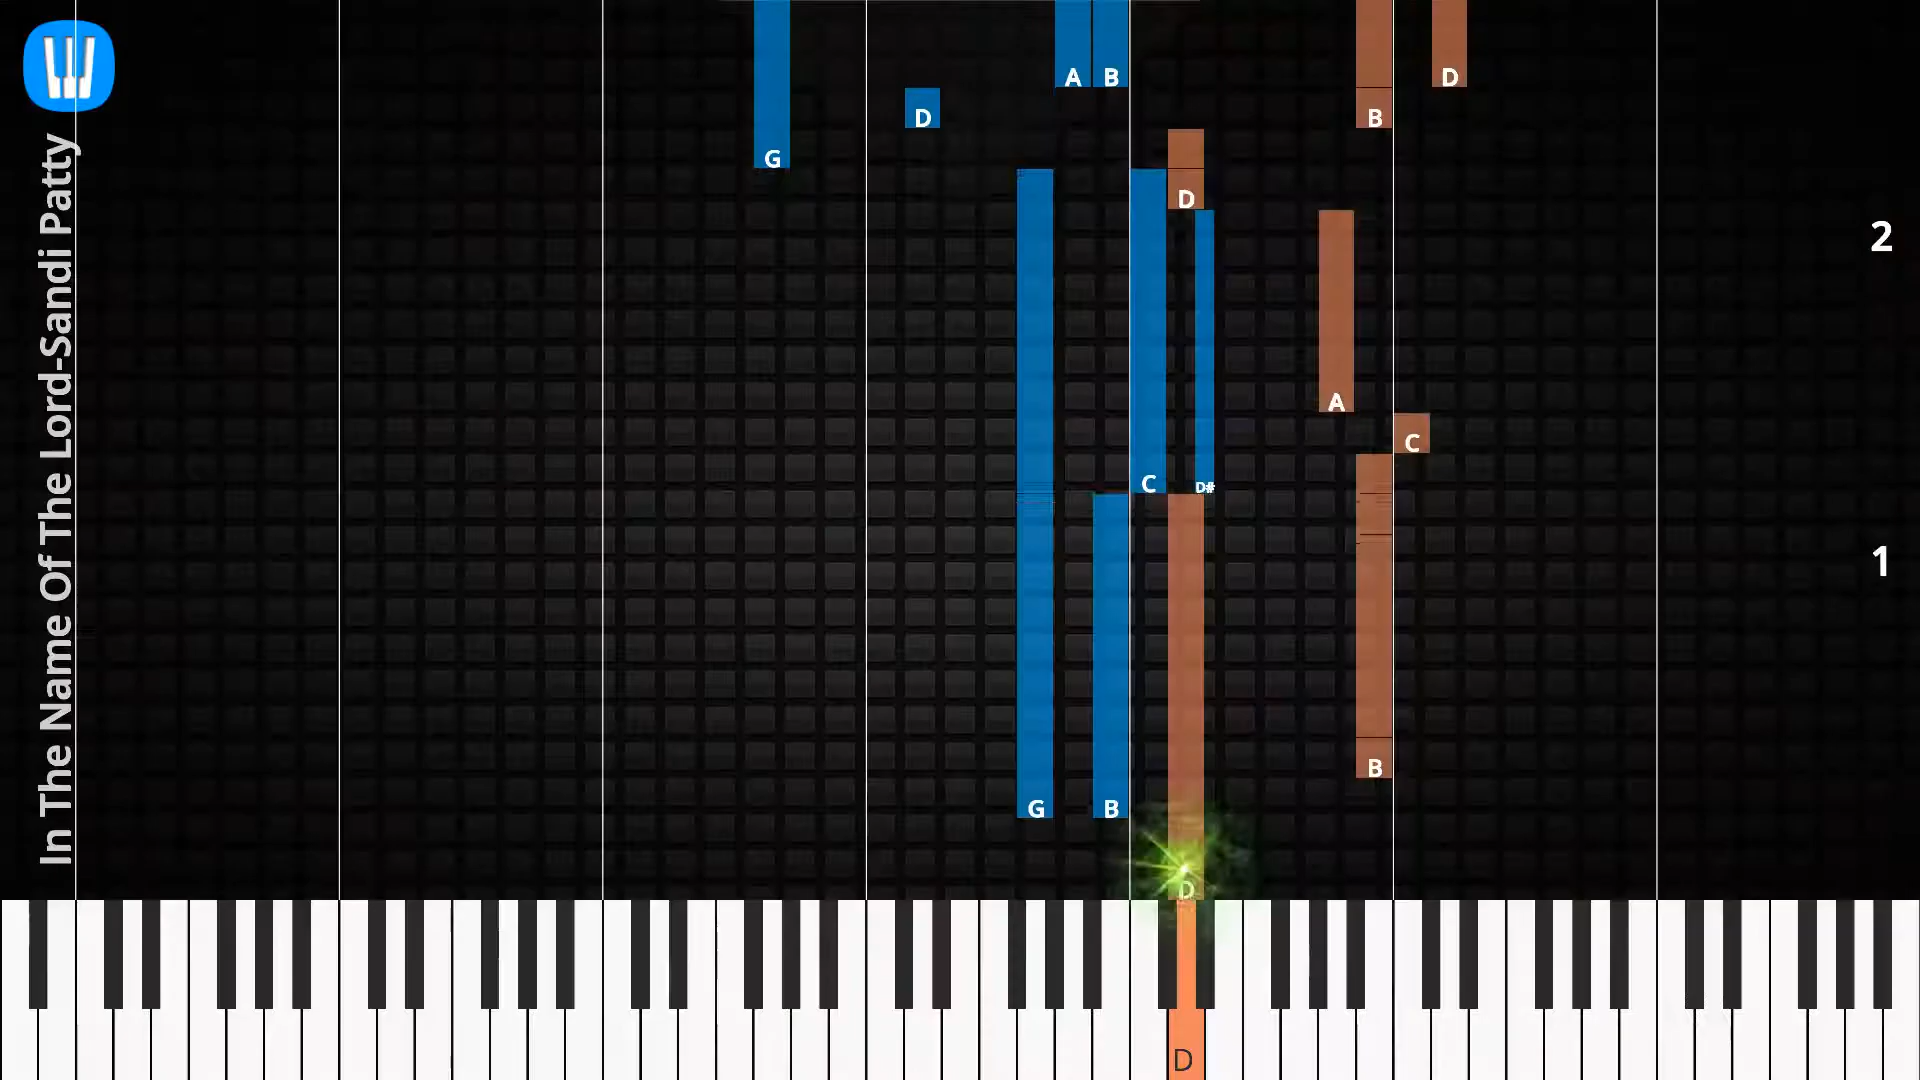 In The Name Of The Lord-Sandi Patty
A B
D
D
B
G
D
2
A
C
C D#
1
B
G B
D
D